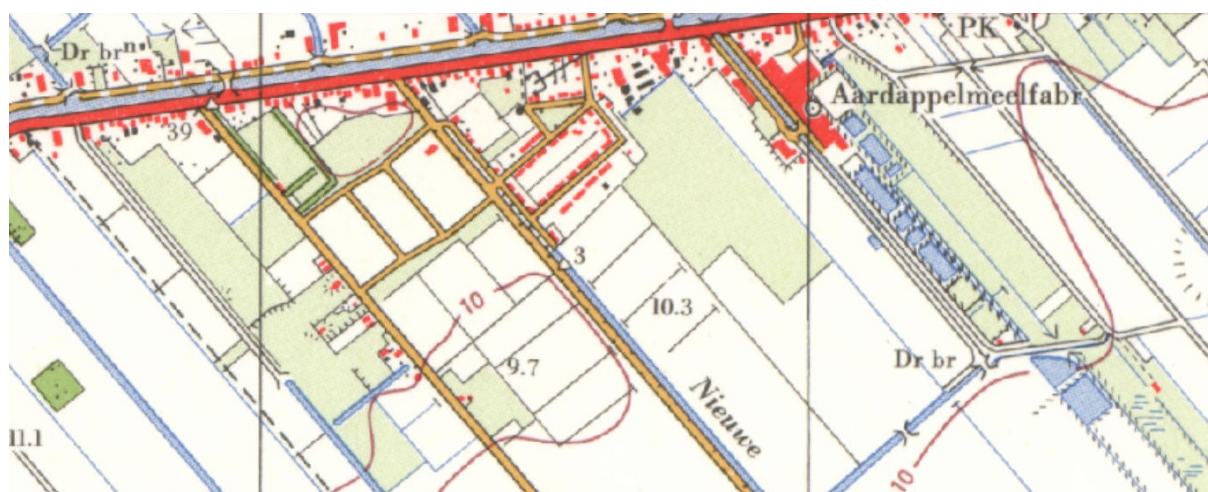 Dr brⁿ
PK
Aardappelmeelfabr
39
3
10
10.3
9.7
Dr br
Nieuwe
11.1
10